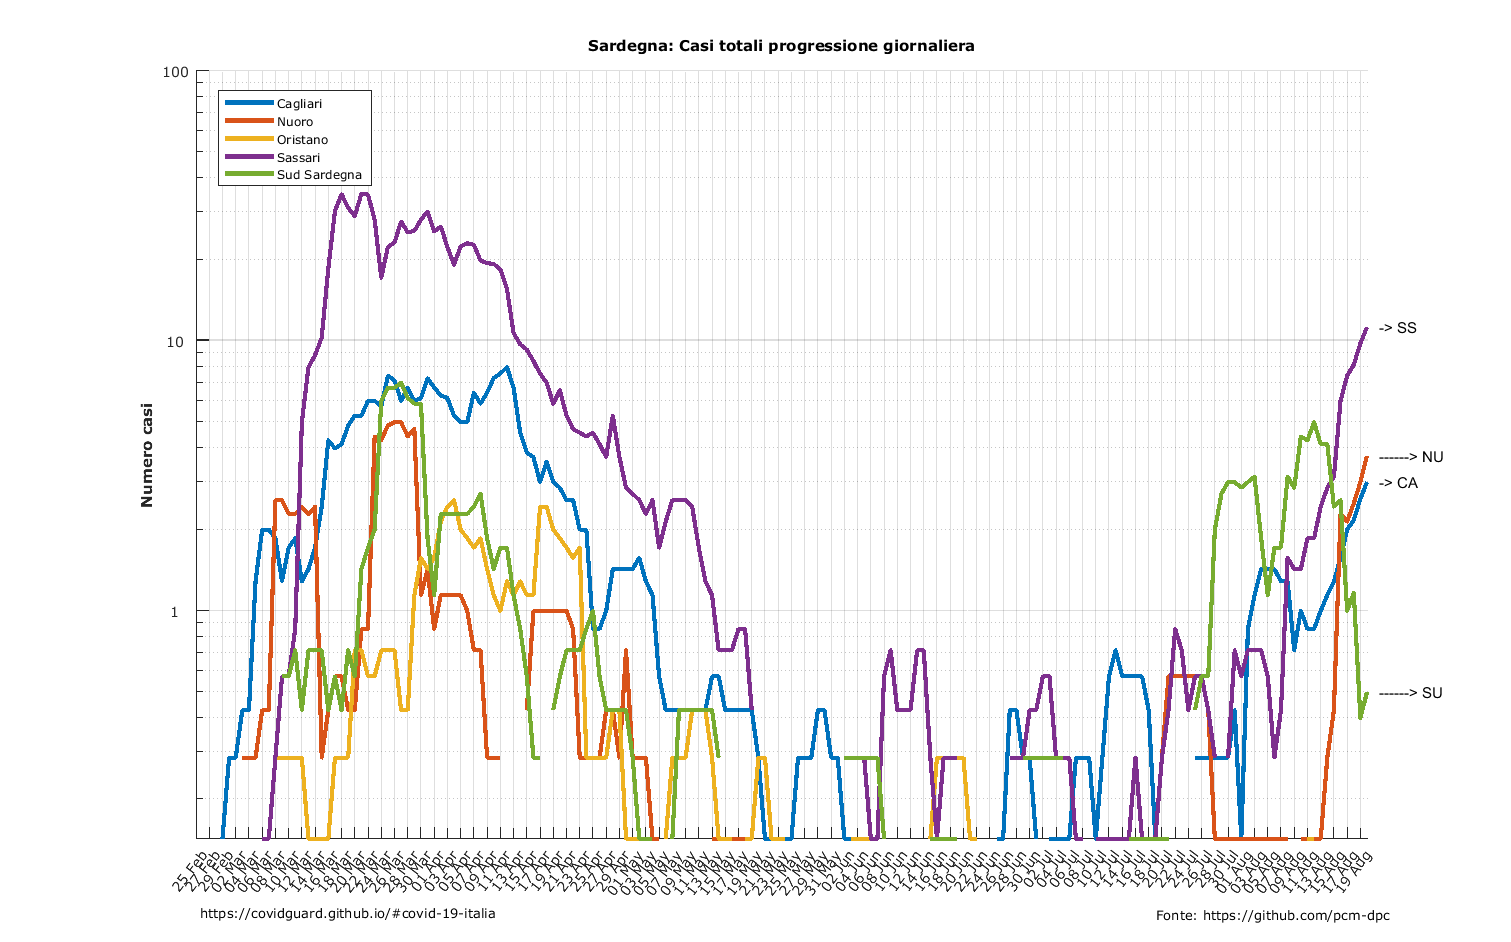 Sardegna: Casi totali progressione giornaliera
100
10
1
Numero casi
Cagliari
Nuoro
Oristano
Sassari
Sud Sardegna
-> SS
------> NU
-> CA
------> SU
25 Feb
27 Feb
29 Feb
02 Mar
04 Mar
06 Mar
08 Mar
10 Mar
12 Mar
14 Mar
16 Mar
18 Mar
20 Mar
22 Mar
24 Mar
26 Mar
28 Mar
30 Mar
01 Apr
03 Apr
05 Apr
07 Apr
09 Apr
11 Apr
13 Apr
15 Apr
17 Apr
19 Apr
21 Apr
23 Apr
25 Apr
27 Apr
29 Apr
01 May
03 May
05 May
07 May
09 May
11 May
13 May
15 May
17 May
19 May
21 May
23 May
25 May
27 May
29 May
31 May
02 Jun
04 Jun
06 Jun
08 Jun
10 Jun
12 Jun
14 Jun
16 Jun
18 Jun
20 Jun
22 Jun
24 Jun
26 Jun
28 Jun
30 Jun
02 Jul
04 Jul
06 Jul
08 Jul
10 Jul
12 Jul
14 Jul
16 Jul
18 Jul
20 Jul
22 Jul
24 Jul
26 Jul
28 Jul
30 Jul
01 Aug
03 Aug
05 Aug
07 Aug
09 Aug
11 Aug
13 Aug
15 Aug
17 Aug
19 Aug
https://covidguard.github.io/#covid-19-italia
Fonte: https://github.com/pcm-dpc